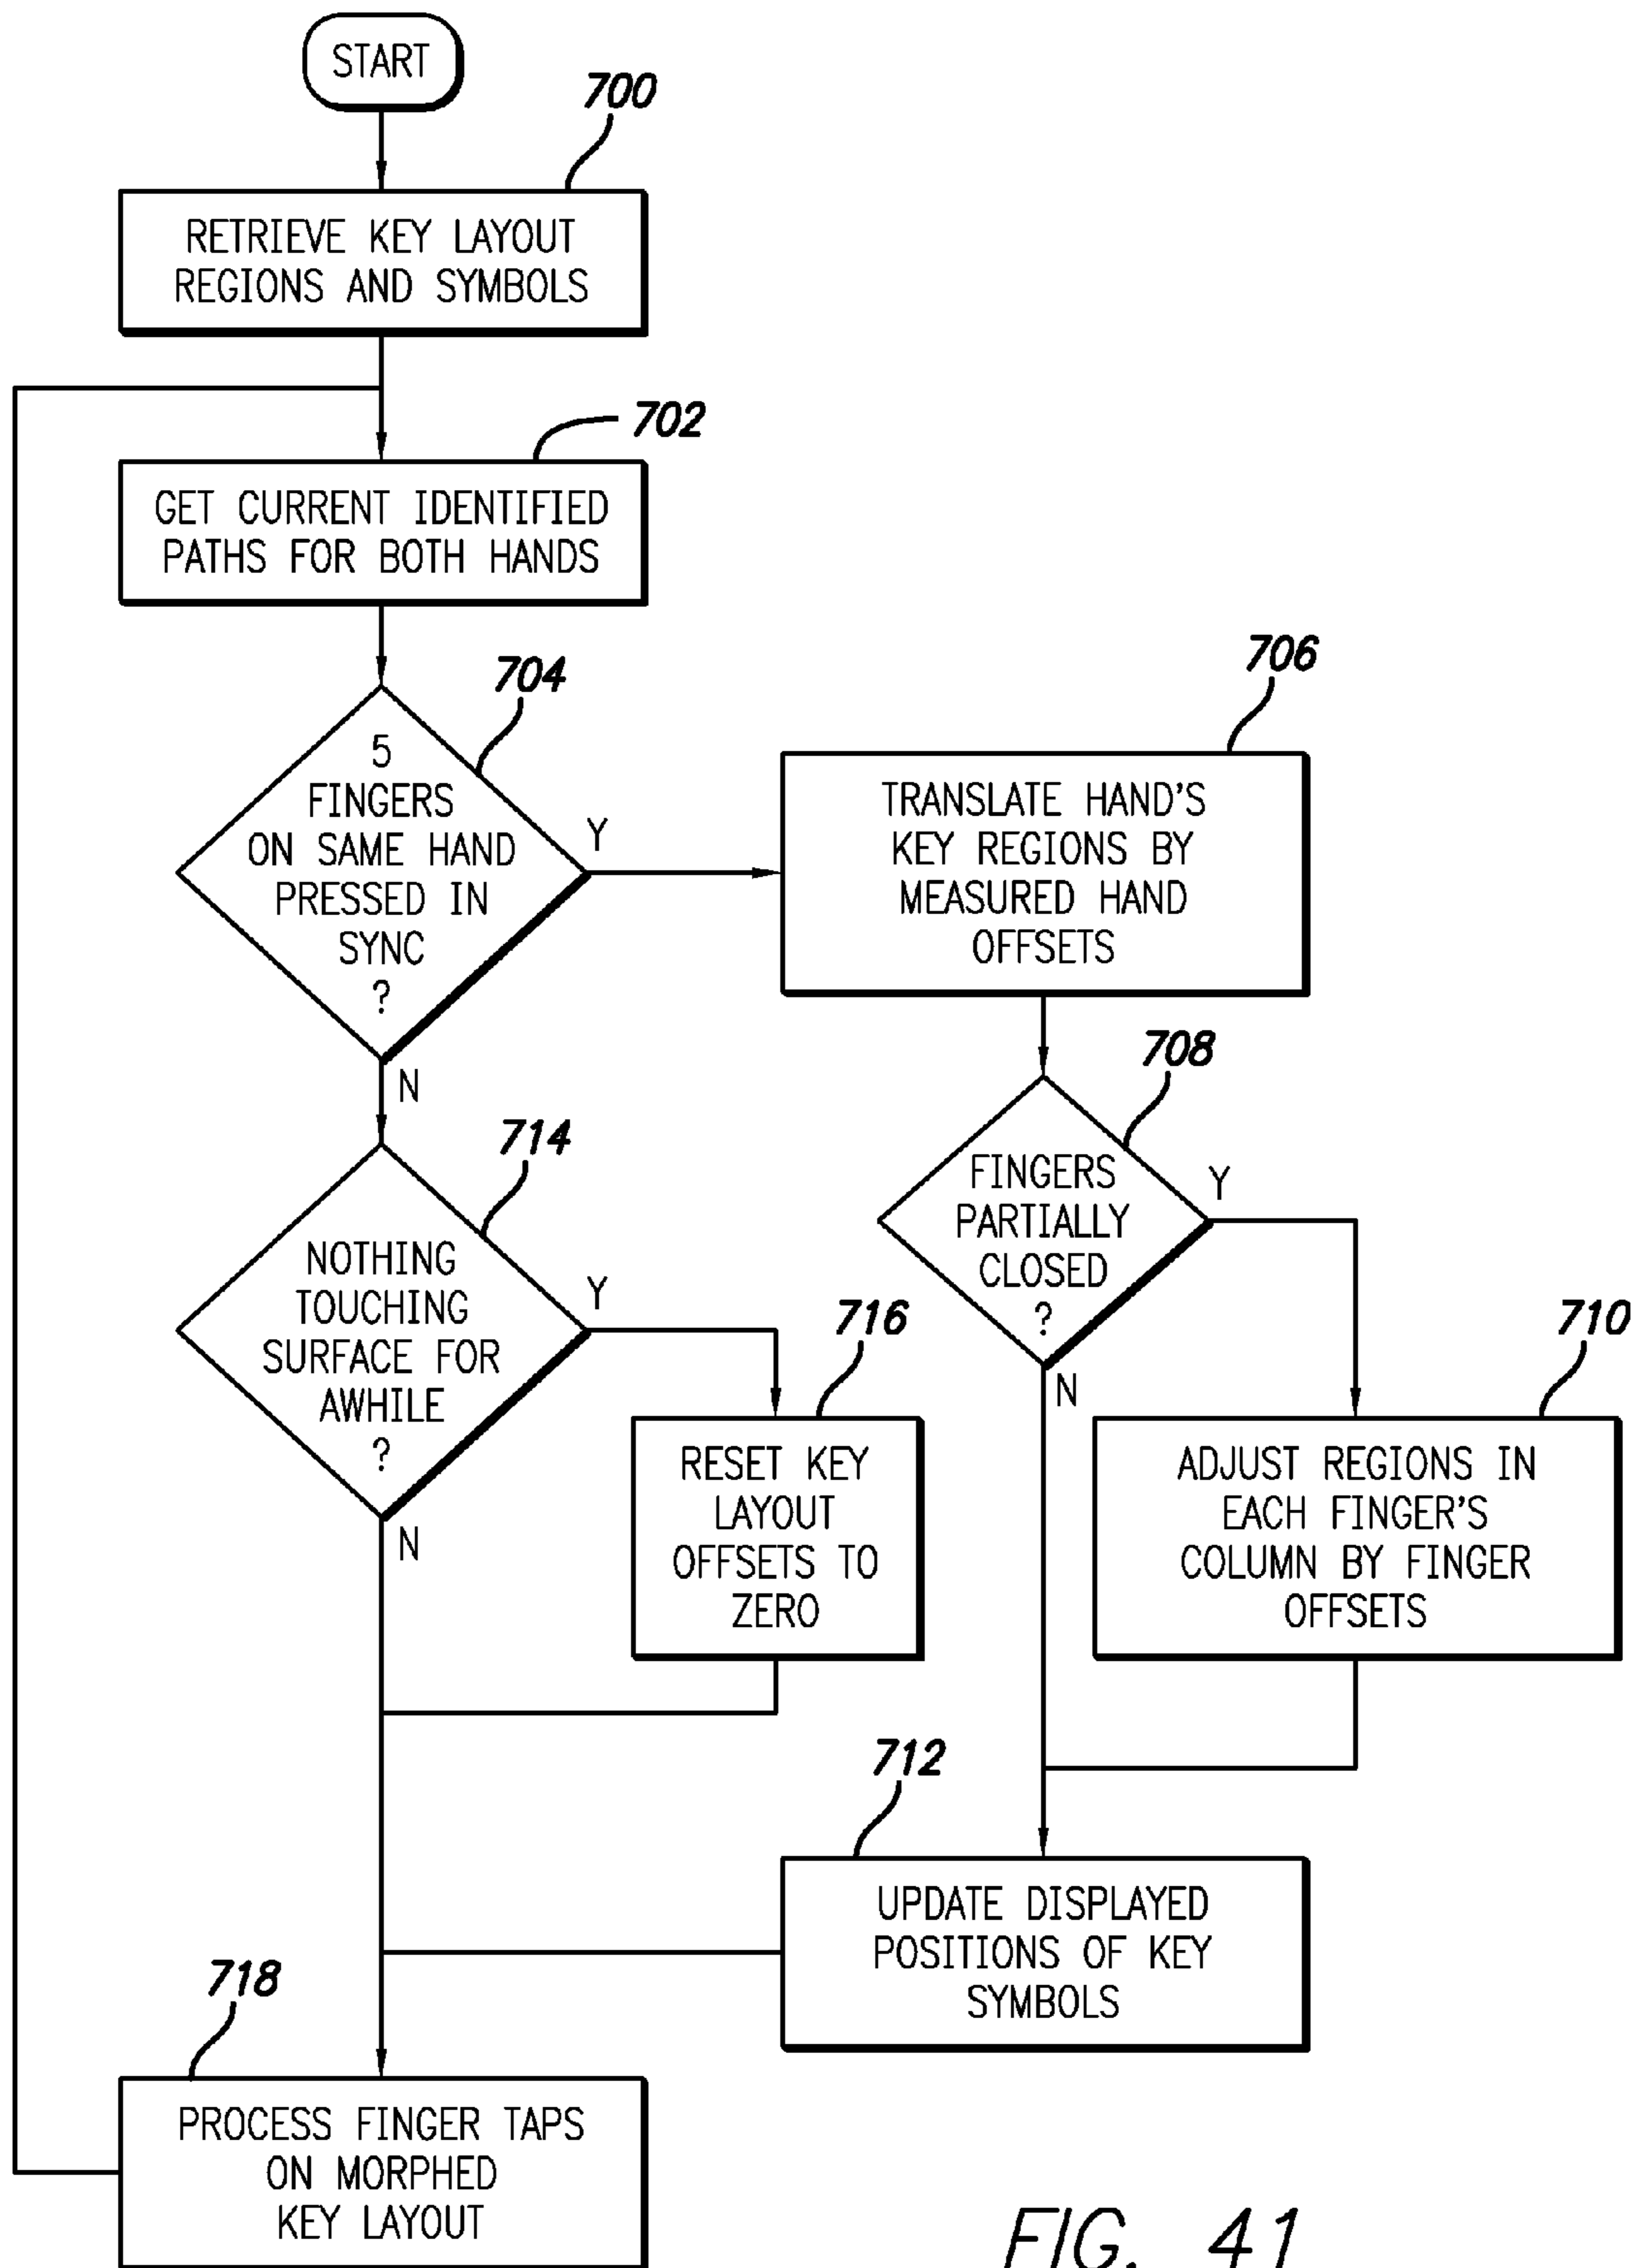 START
700
RETRIEVE KEY LAYOUT
REGIONS AND SYMBOLS
702
GET CURRENT IDENTIFIED
PATHS FOR BOTH HANDS
704
5
FINGERS
ON SAME HAND
PRESSED IN
SYNC
?
Y
N
706
TRANSLATE HAND'S
KEY REGIONS BY
MEASURED HAND
OFFSETS
708
FINGERS
PARTIALLY
CLOSED
?
Y
N
714
NOTHING
TOUCHING
SURFACE FOR
AWHILE
?
Y
N
716
RESET KEY
LAYOUT
OFFSETS TO
ZERO
710
ADJUST REGIONS IN
EACH FINGER'S
COLUMN BY FINGER
OFFSETS
712
UPDATE DISPLAYED
POSITIONS OF KEY
SYMBOLS
718
PROCESS FINGER TAPS
ON MORPHED
KEY LAYOUT
FIG. 41